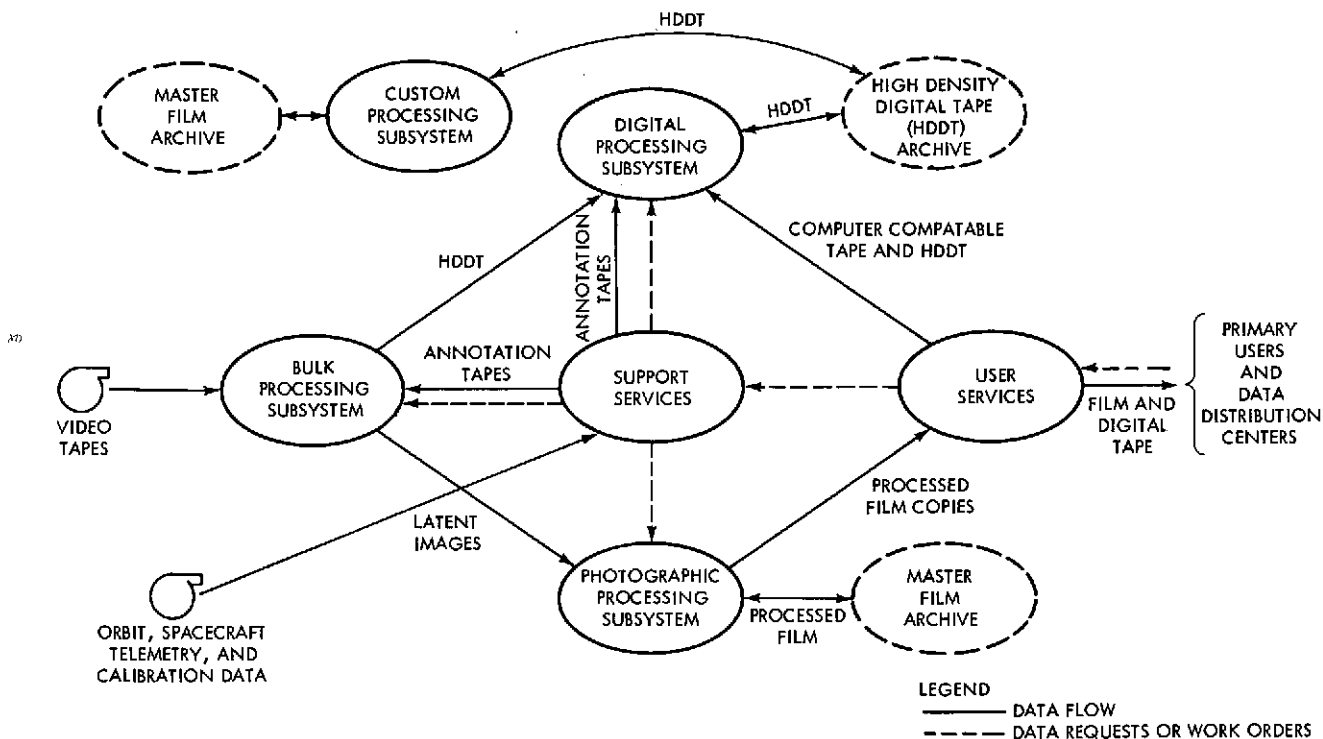 HDDT
MASTER
FILM
ARCHIVE
CUSTOM
PROCESSING
SUBSYSTEM
DIGITAL
PROCESSING
SUBSYSTEM
HDDT
HIGH DENSITY
DIGITAL TAPE
(HDDT)
ARCHIVE
HDDT
ANNOTATION
TAPES
COMPUTER COMPATABLE
TAPE AND HDDT
VIDEO
TAPES
BULK
PROCESSING
SUBSYSTEM
ANNOTATION
TAPES
SUPPORT
SERVICES
USER
SERVICES
FILM AND
DIGITAL
TAPE
PRIMARY
USERS
AND
DATA
DISTRIBUTION
CENTERS
LATENT
IMAGES
PROCESSED
FILM COPIES
ORBIT, SPACECRAFT
TELEMETRY, AND
CALIBRATION DATA
PHOTOGRAPHIC
PROCESSING
SUBSYSTEM
PROCESSED
FILM
MASTER
FILM
ARCHIVE
LEGEND
DATA FLOW
DATA REQUESTS OR WORK ORDERS